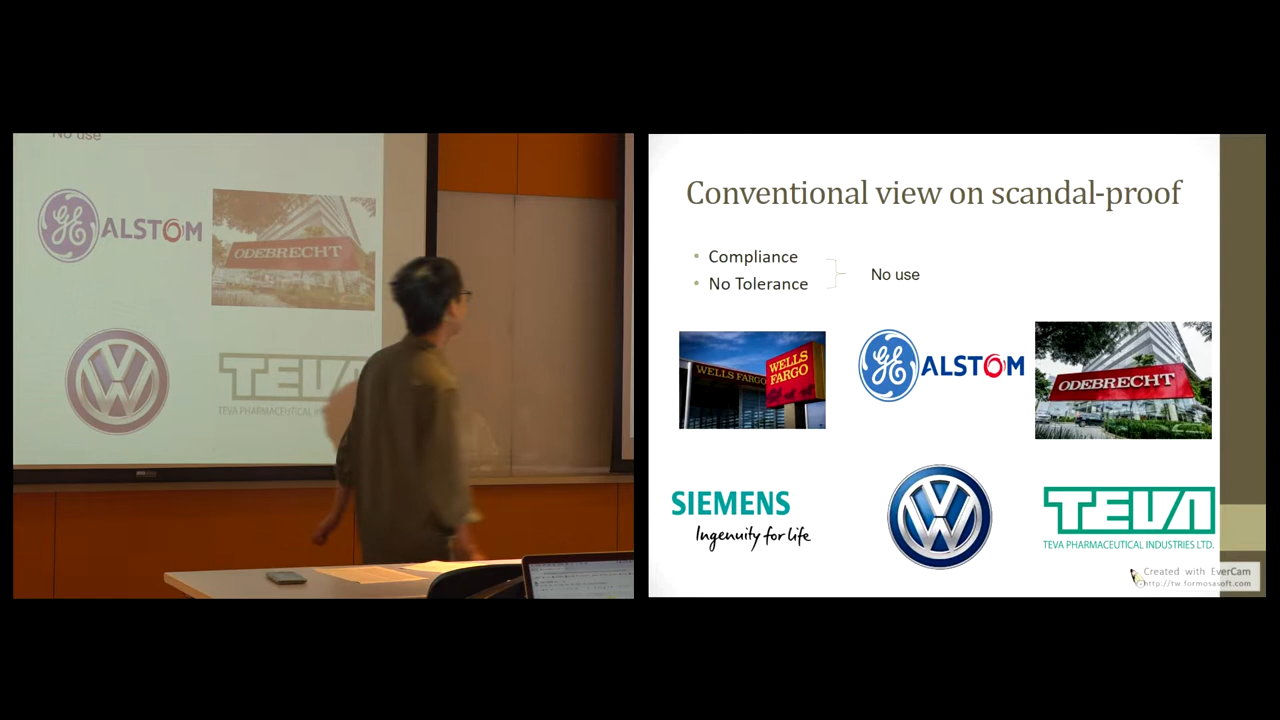 No use
ALSTOM
ODEBRECHT
TEVA
TEVA PHARMACEUTICAL
Conventional view on scandal-proof
• Compliance
• No Tolerance
No use
WELLS FARGO
WELLS
FARGO
GE
ALSTOM
ODEBRECHT
SIEMENS
Ingenuity for life
VW
TEVA
TEVA PHARMACEUTICAL INDUSTRIES LTD.
Created with EverCam
http://tw.formosasoft.com